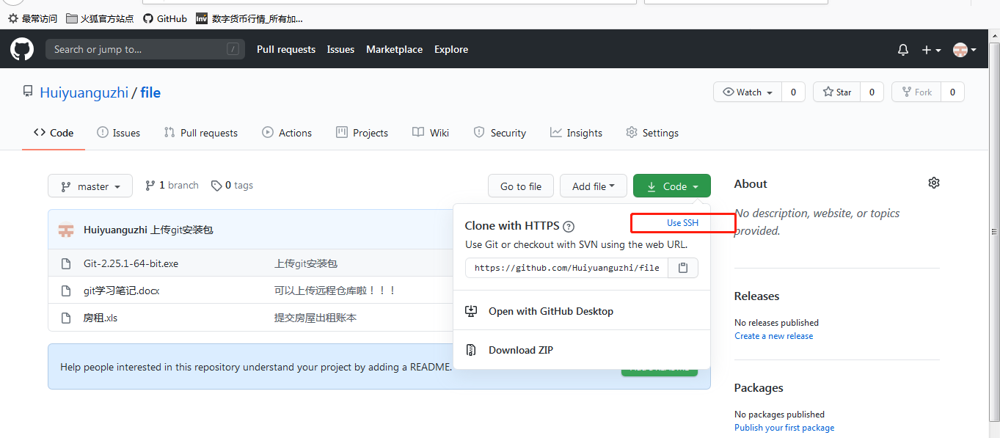 最常访问 火狐官方站点 GitHub INV 数字货币行情_所有加...
Search or jump to... / Pull requests Issues Marketplace Explore
Huiyuanguzhi / file Watch 0 Star 0 Fork 0
Code Issues Pull requests Actions Projects Wiki Security Insights Settings
master 1 branch 0 tags Go to file Add file Code About
No description, website, or topics
provided.
Clone with HTTPS ? Use SSH
Use Git or checkout with SVN using the web URL.
https://github.com/Huiyuanguzhi/file
Open with GitHub Desktop
Download ZIP
Huiyuanguzhi 上传git安装包
Git-2.25.1-64-bit.exe 上传git安装包
git学习笔记.docx 可以上传远程仓库啦！！！
房租.xls 提交房屋出租账本
Help people interested in this repository understand your project by adding a README.
Releases
No releases published
Create a new release
Packages
No packages published
Publish your first package